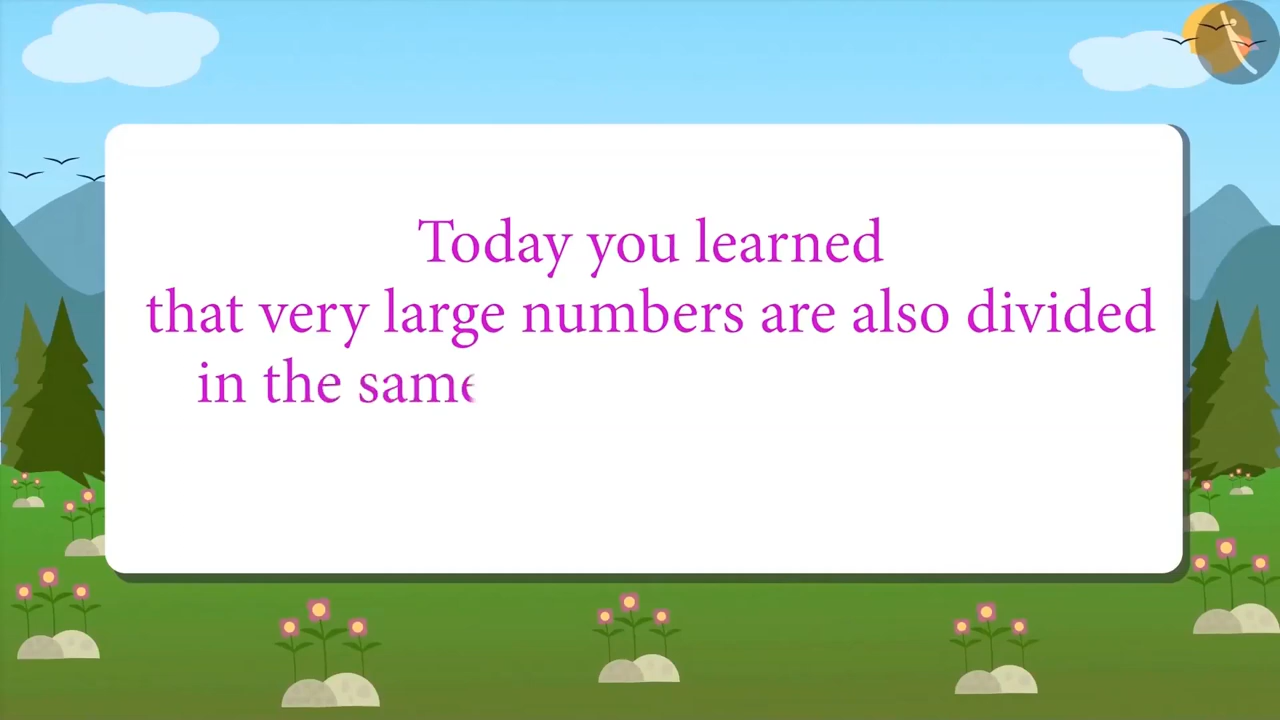 Today you learned
that very large numbers are also divided
in the same